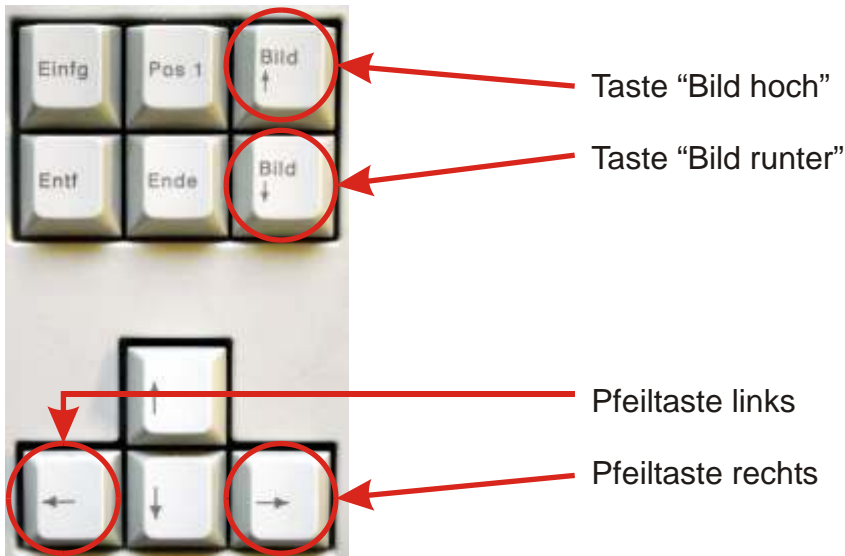 Einfg Pos 1 Bild
↑
Taste “Bild hoch”
Entf Ende Bild
↓
Taste “Bild runter”
↑
Pfeiltaste links
← ↓ →
Pfeiltaste rechts